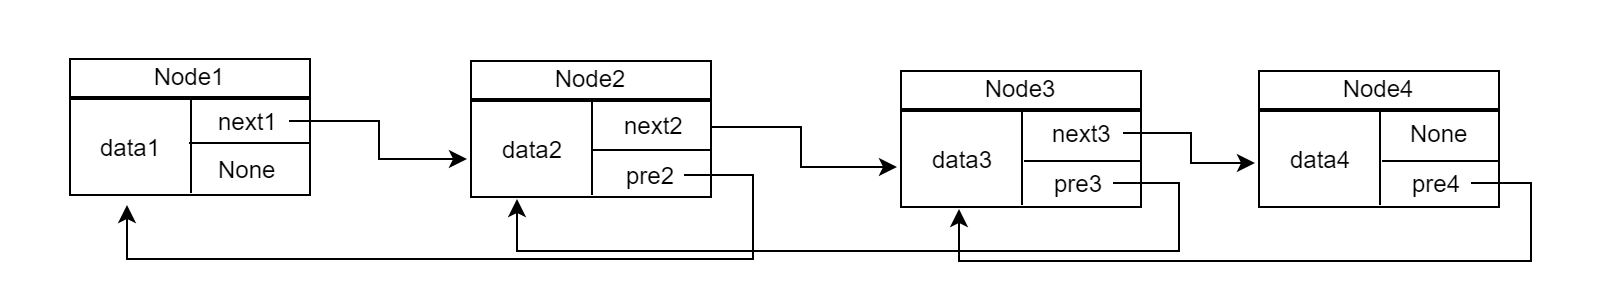 Node1
data1
next1
None
Node2
data2
next2
pre2
Node3
data3
next3
pre3
Node4
data4
None
pre4